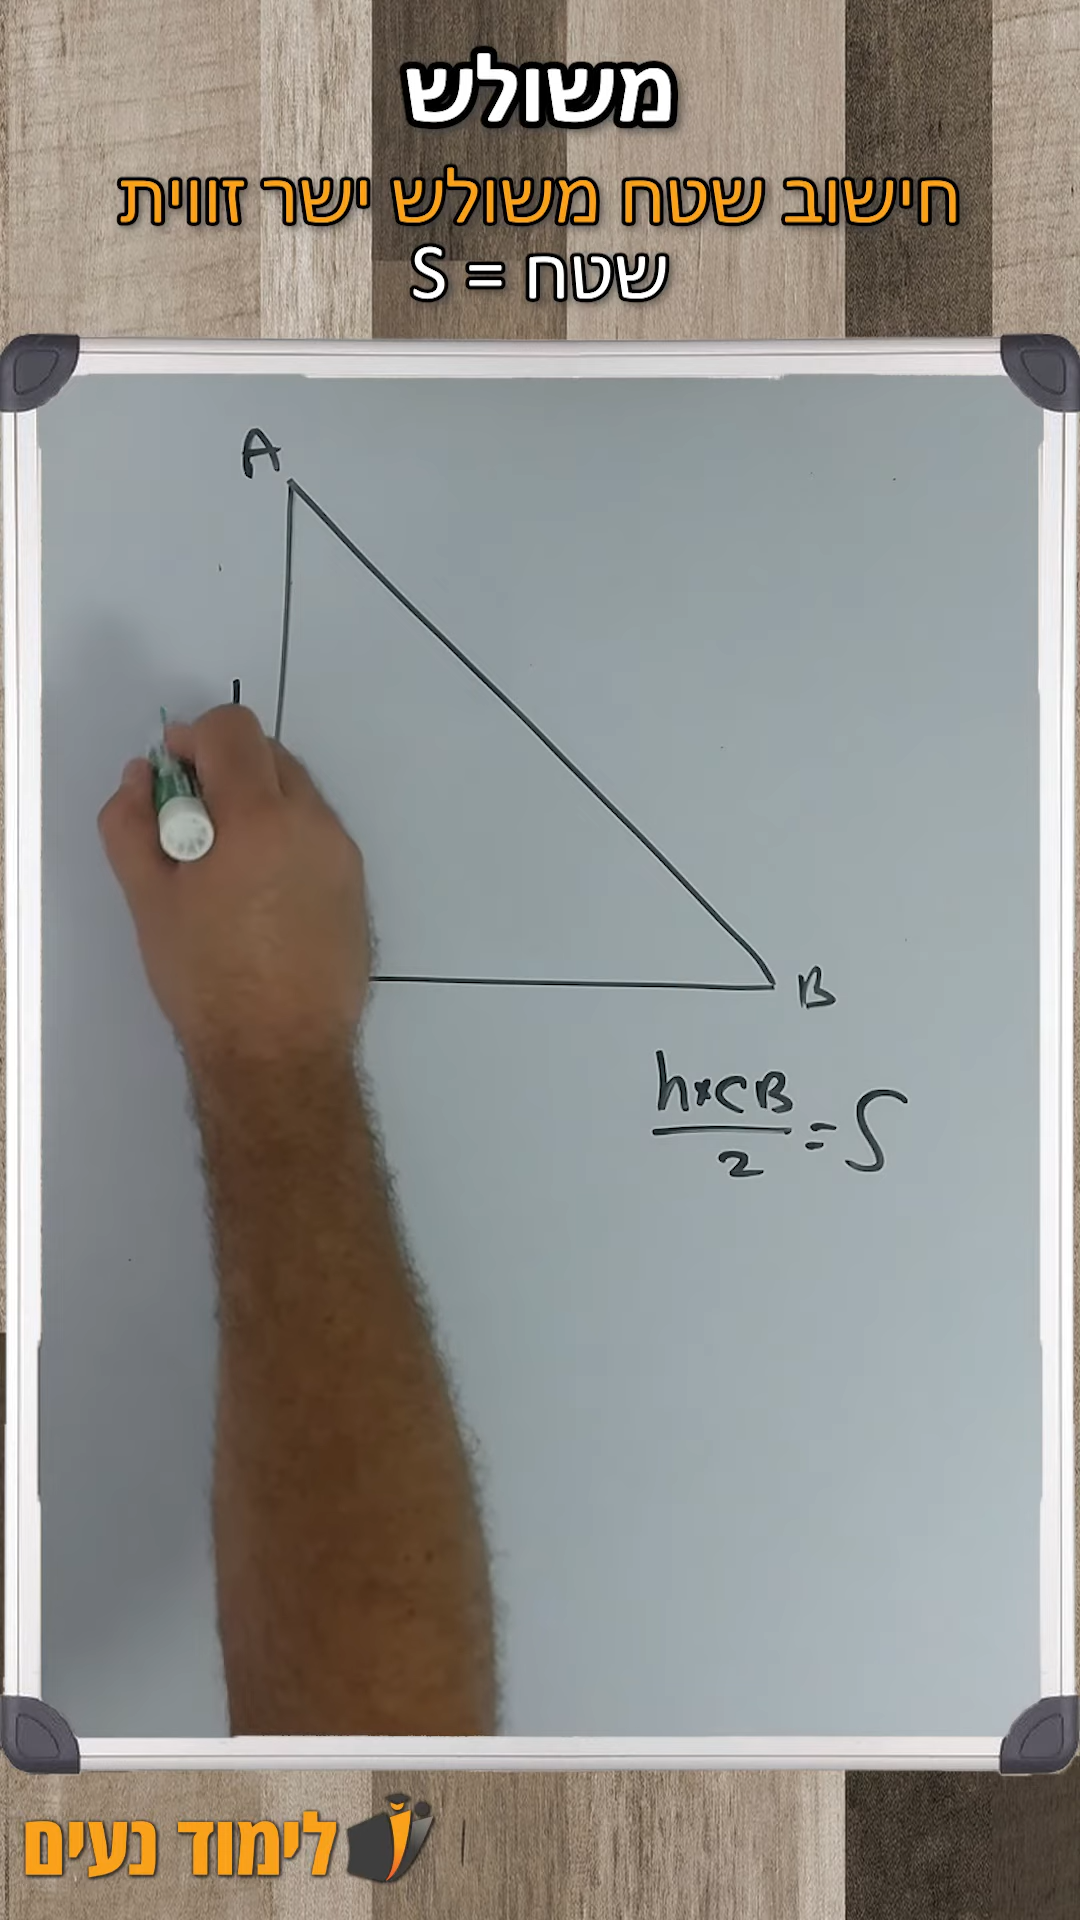 משולש
חישוב שטח משולש ישר זווית
שטח = S
A
B
h×CB
2
= S
לימוד נעים